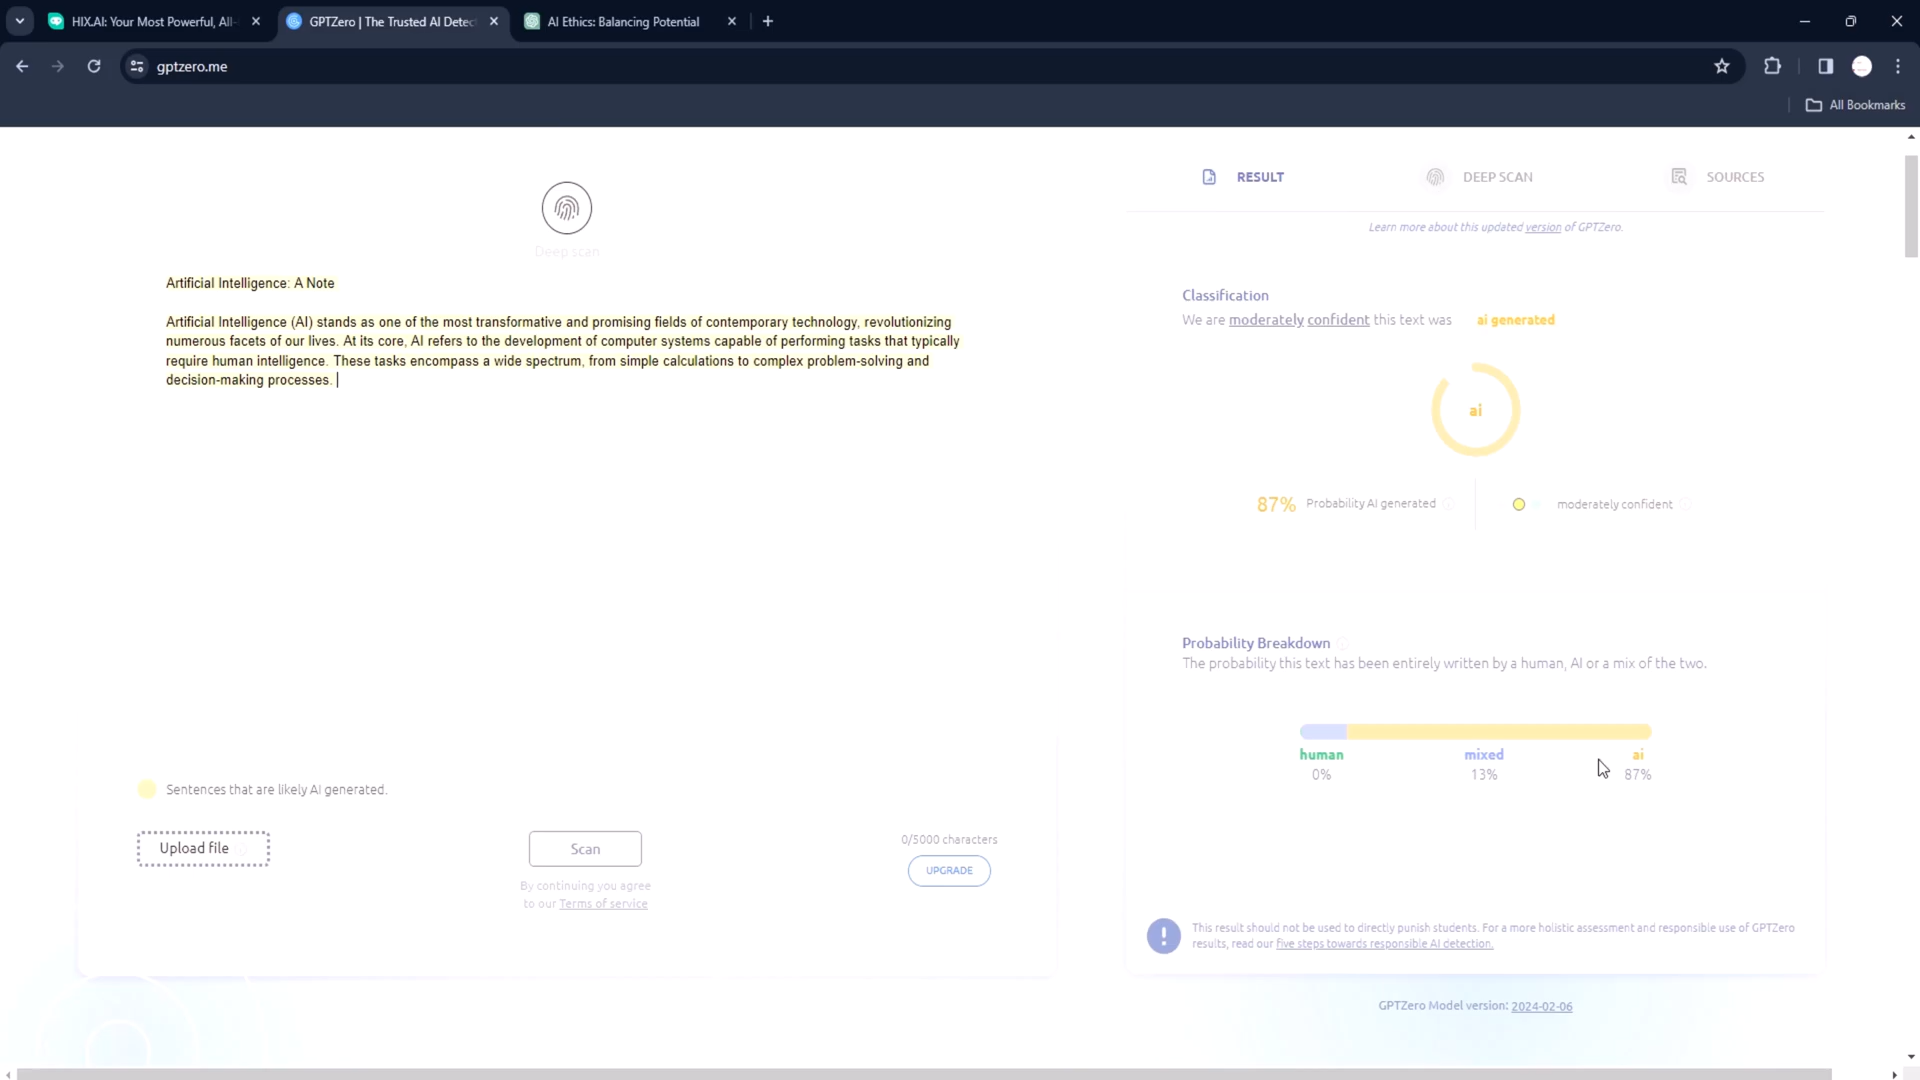 HIX.AI: Your Most Powerful, All-
GPTZero | The Trusted AI Detec
AI Ethics: Balancing Potential
gptzero.me
All Bookmarks
Deep scan
Artificial Intelligence: A Note
Artificial Intelligence (AI) stands as one of the most transformative and promising fields of contemporary technology, revolutionizing
numerous facets of our lives. At its core, AI refers to the development of computer systems capable of performing tasks that typically
require human intelligence. These tasks encompass a wide spectrum, from simple calculations to complex problem-solving and
decision-making processes.
Sentences that are likely AI generated.
Upload file
Scan
By continuing you agree
to our Terms of service
0/5000 characters
UPGRADE
RESULT
DEEP SCAN
SOURCES
Learn more about this updated version of GPTZero.
Classification
We are moderately confident this text was ai generated
ai
87% Probability AI generated
moderately confident
Probability Breakdown
The probability this text has been entirely written by a human, AI or a mix of the two.
human mixed ai
0% 13% 87%
! This result should not be used to directly punish students. For a more holistic assessment and responsible use of GPTZero
results, read our five steps towards responsible AI detection.
GPTZero Model version: 2024-02-06